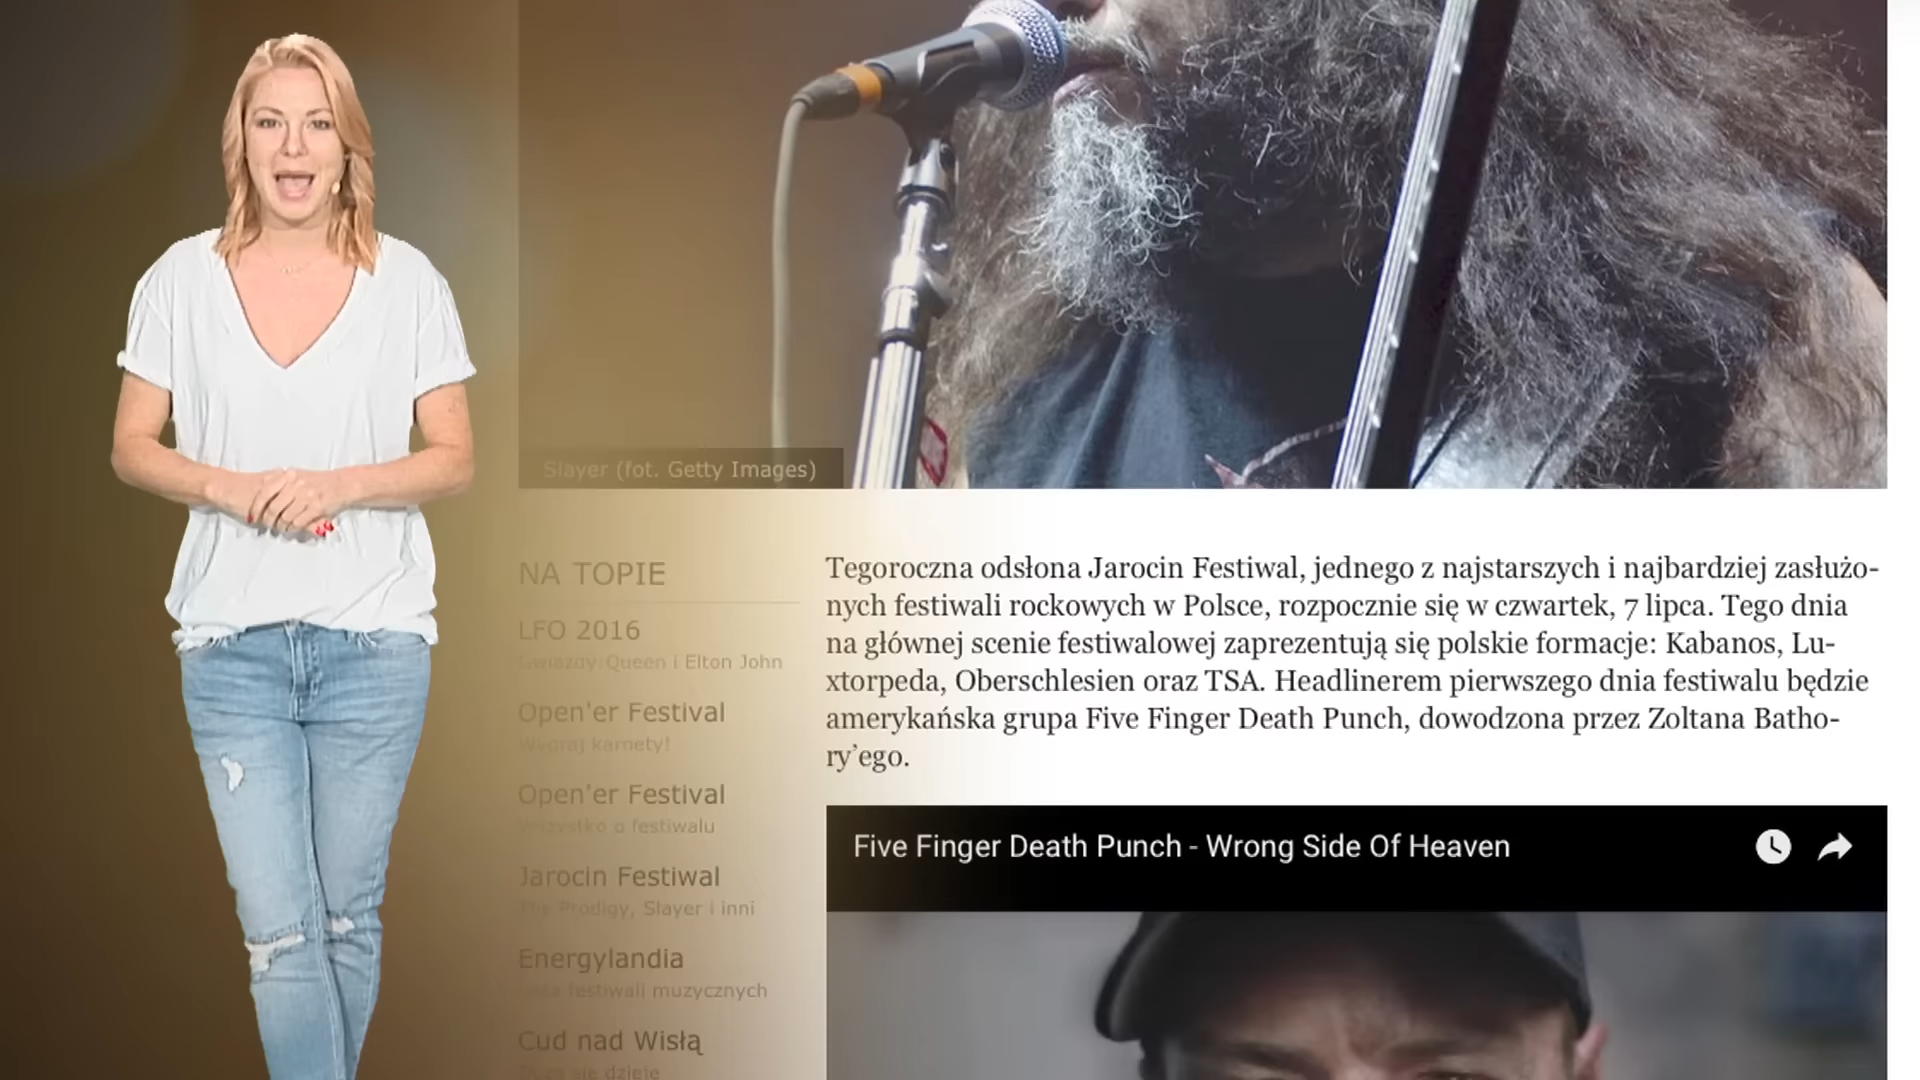 Slayer (fot. Getty Images)
NA TOPIE
LFO 2016
Gwiazdy: Queen i Elton John
Open'er Festival
Wygraj karnety!
Open'er Festival
Wszystko o festiwalu
Jarocin Festiwal
The Prodigy, Slayer i inni
Energylandia
festiwali muzycznych
Cud nad Wisłą
się dzieje
Tegoroczna odsłona Jarocin Festiwal, jednego z najstarszych i najbardziej zasłużo-
nych festiwali rockowych w Polsce, rozpocznie się w czwartek, 7 lipca. Tego dnia
na głównej scenie festiwalowej zaprezentują się polskie formacje: Kabanos, Lu-
xtorpeda, Oberschlesien oraz TSA. Headlinerem pierwszego dnia festiwalu będzie
amerykańska grupa Five Finger Death Punch, dowodzona przez Zoltana Batho-
ry’ego.
Five Finger Death Punch - Wrong Side Of Heaven